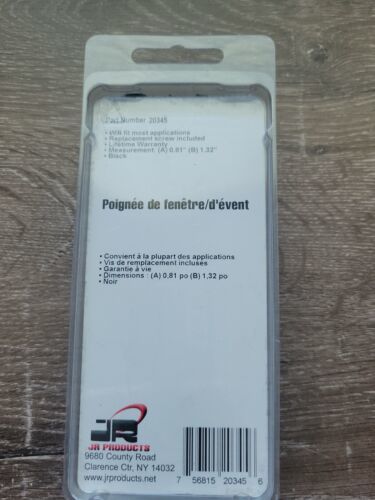 Part Number 20345
• Will fit most applications
• Replacement screw included
• Lifetime Warranty
• Measurement: (A) 0.81" (B) 1.32"
• Black
Poignée de fenêtre/d'évent
• Convient à la plupart des applications
• Vis de remplacement incluses
• Garantie à vie
• Dimensions : (A) 0,81 po (B) 1,32 po
• Noir
JR
JR PRODUCTS
9680 County Road
Clarence Ctr, NY 14032
www.jrproducts.net
7 56815 20345 6